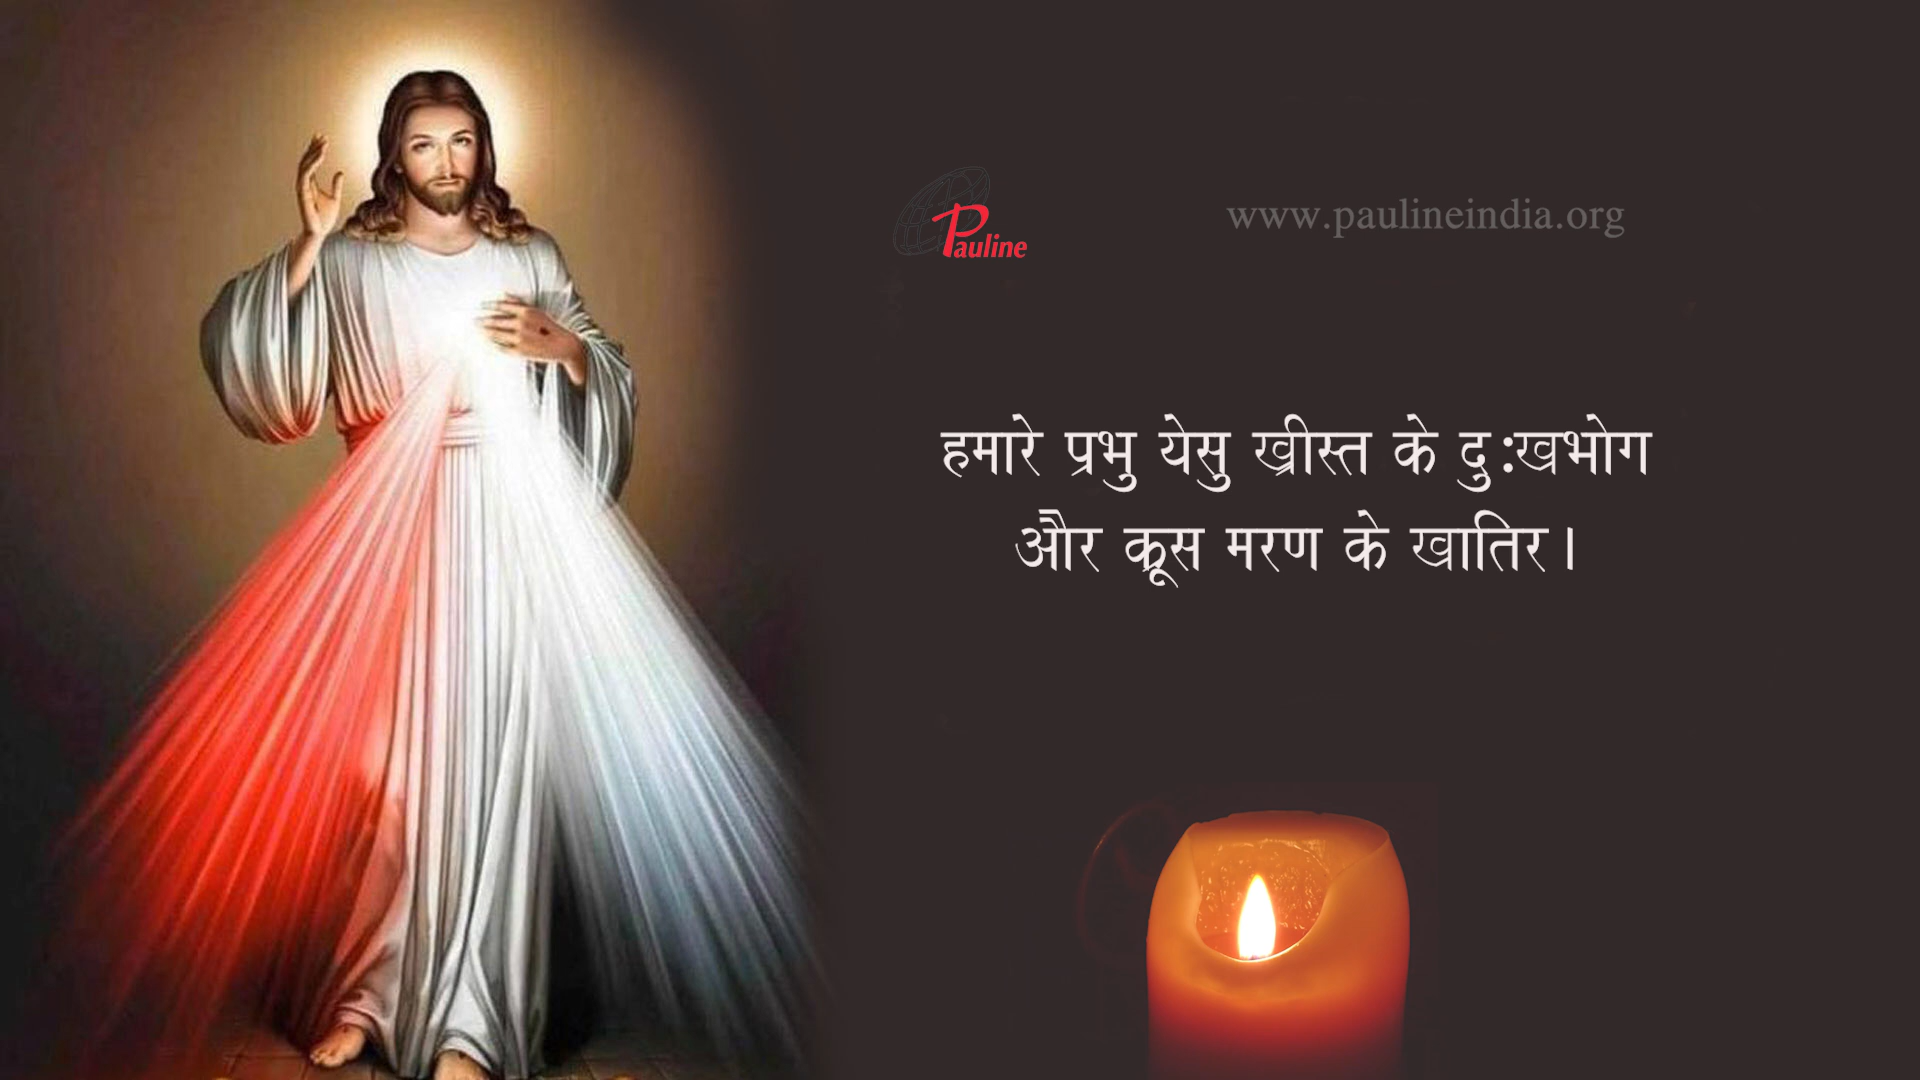 Pauline
www.paulineindia.org
हमारे प्रभु येसु ख्रीस्त के दु:खभोग
और क्रूस मरण के खातिर।